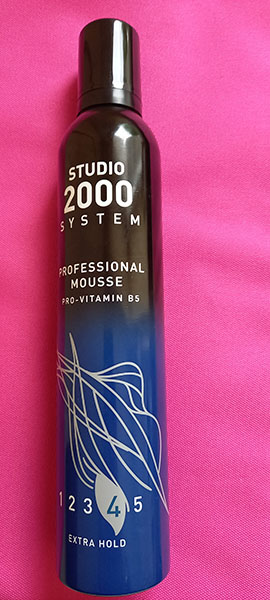 STUDIO
2000
SYSTEM
PROFESSIONAL
MOUSSE
PRO-VITAMIN B5
1 2 3 4 5
EXTRA HOLD